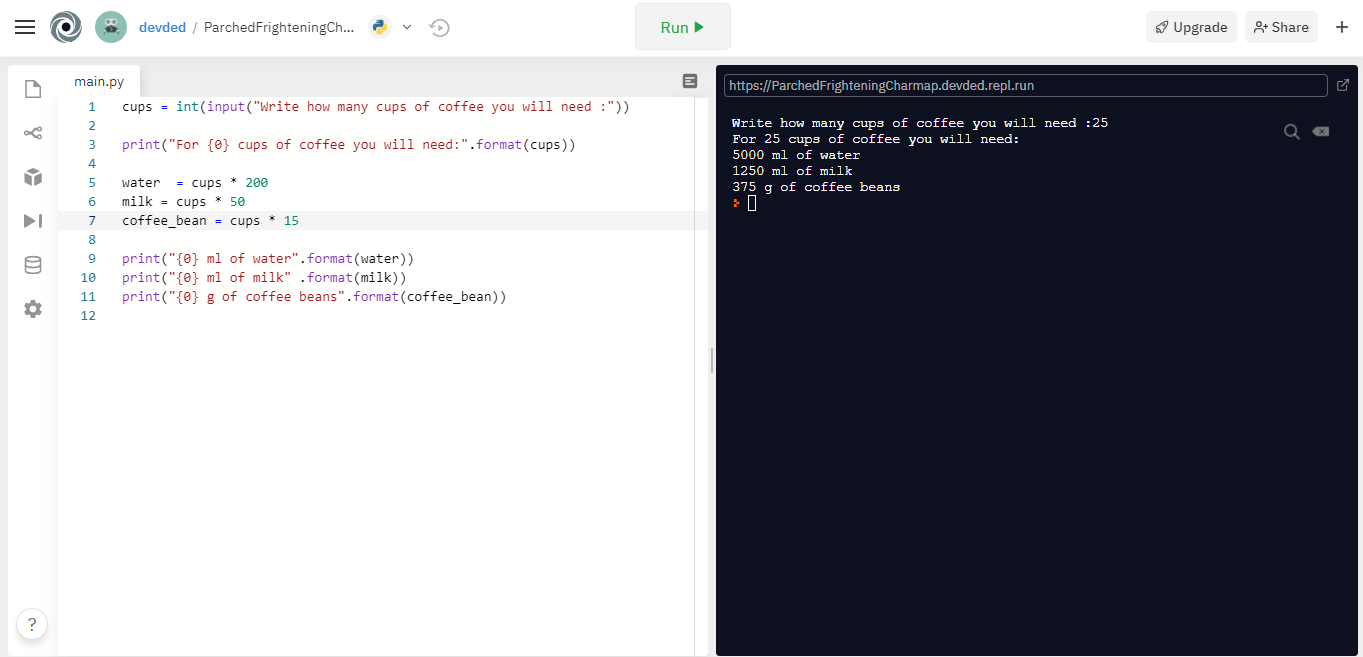 devded / ParchedFrighteningCh...
Run
Upgrade
Share
main.py
1 cups = int(input("Write how many cups of coffee you will need :"))
2
3 print("For {0} cups of coffee you will need:".format(cups))
4
5 water  = cups * 200
6 milk = cups * 50
7 coffee_bean = cups * 15
8
9 print("{0} ml of water".format(water))
10 print("{0} ml of milk" .format(milk))
11 print("{0} g of coffee beans".format(coffee_bean))
12
?
https://ParchedFrighteningCharmap.devded.repl.run
Write how many cups of coffee you will need :25
For 25 cups of coffee you will need:
5000 ml of water
1250 ml of milk
375 g of coffee beans